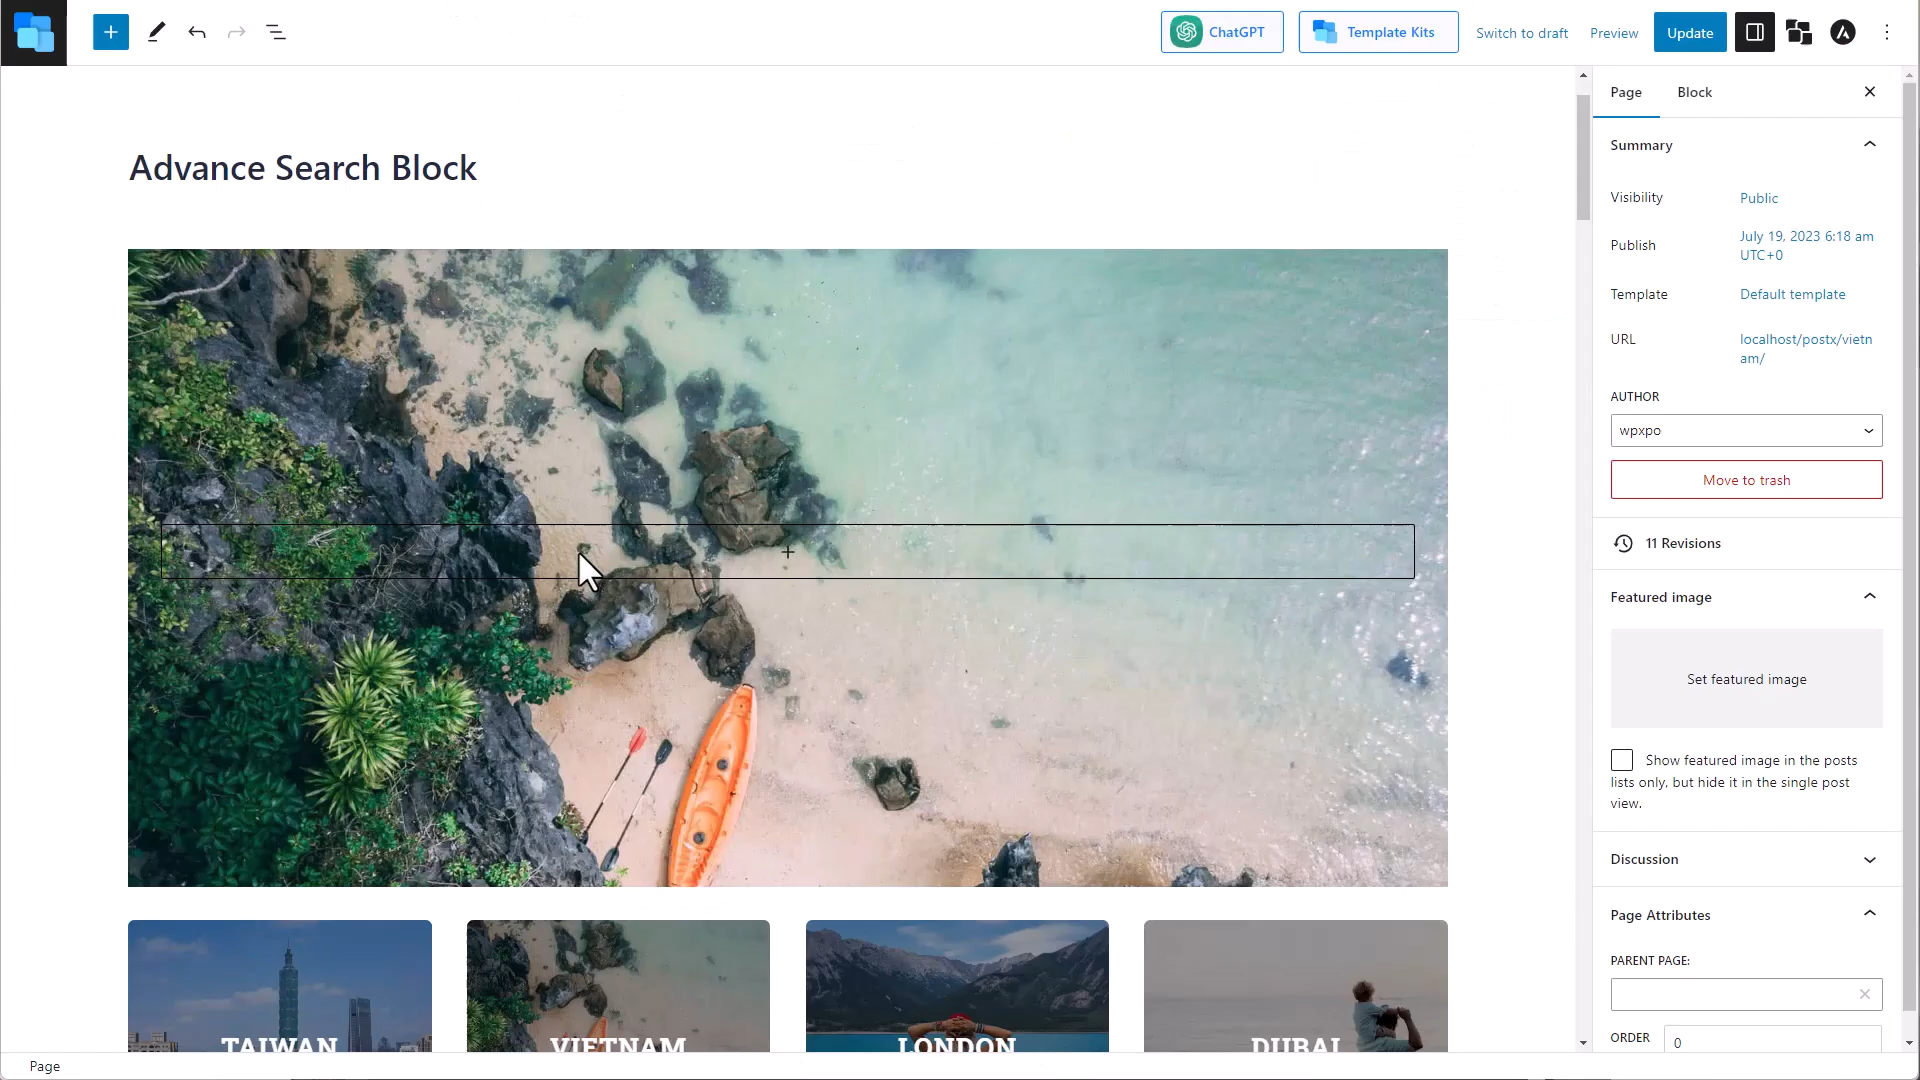 ChatGPT
Template Kits
Switch to draft
Preview
Update
Page
Block
Advance Search Block
Summary
Visibility
Public
Publish
July 19, 2023 6:18 am
UTC+0
Template
Default template
URL
localhost/postx/vietn
am/
AUTHOR
wpxpo
Move to trash
11 Revisions
Featured image
Set featured image
Show featured image in the posts
lists only, but hide it in the single post
view.
Discussion
Page Attributes
PARENT PAGE:
ORDER
0
TAIWAN
VIETNAM
LONDON
DUBAI
Page